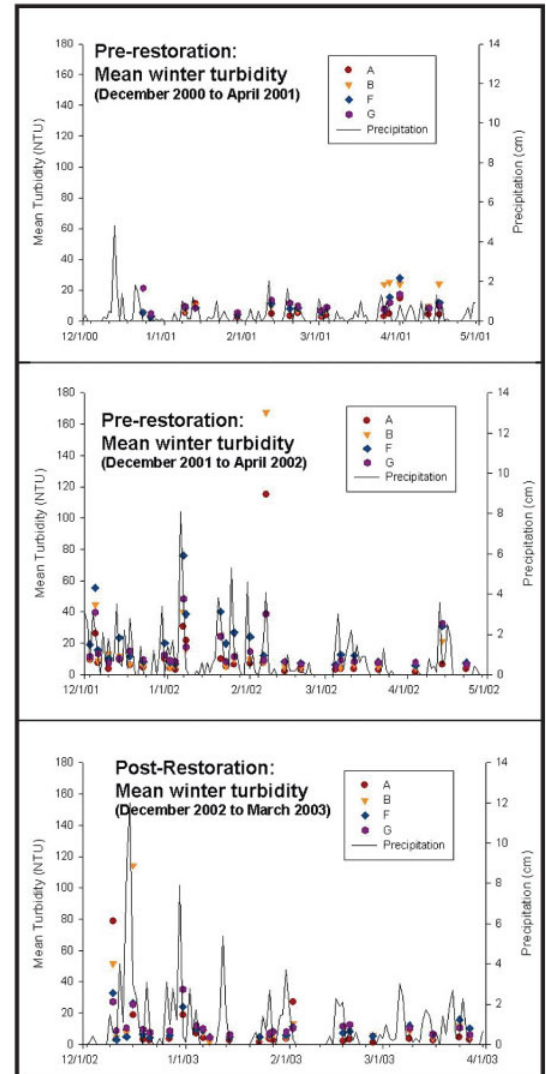 Pre-restoration:
Mean winter turbidity
(December 2000 to April 2001)
A
B
F
G
Precipitation
Mean Turbidity (NTU)
180
160
140
120
100
80
60
40
20
0
Precipitation (cm)
14
12
10
8
6
4
2
0
12/1/00 1/1/01 2/1/01 3/1/01 4/1/01 5/1/01
Pre-restoration:
Mean winter turbidity
(December 2001 to April 2002)
A
B
F
G
Precipitation
Mean Turbidity (NTU)
180
160
140
120
100
80
60
40
20
0
Precipitation (cm)
14
12
10
8
6
4
2
0
12/1/01 1/1/02 2/1/02 3/1/02 4/1/02 5/1/02
Post-Restoration:
Mean winter turbidity
(December 2002 to March 2003)
A
B
F
G
Precipitation
Mean Turbidity (NTU)
180
160
140
120
100
80
60
40
20
0
Precipitation (cm)
14
12
10
8
6
4
2
0
12/1/02 1/1/03 2/1/03 3/1/03 4/1/03